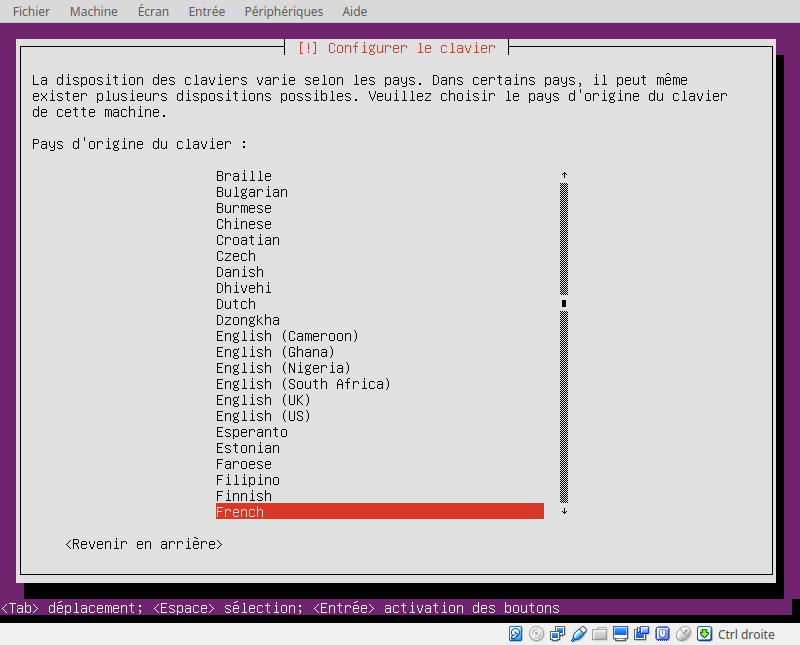 Fichier Machine Écran Entrée Périphériques Aide
[!] Configurer le clavier
La disposition des claviers varie selon les pays. Dans certains pays, il peut même
exister plusieurs dispositions possibles. Veuillez choisir le pays d'origine du clavier
de cette machine.
Pays d'origine du clavier :
Braille
Bulgarian
Burmese
Chinese
Croatian
Czech
Danish
Dhivehi
Dutch
Dzongkha
English (Cameroon)
English (Ghana)
English (Nigeria)
English (South Africa)
English (UK)
English (US)
Esperanto
Estonian
Faroese
Filipino
Finnish
French
<Revenir en arrière>
<Tab> déplacement; <Espace> sélection; <Entrée> activation des boutons
Ctrl droite